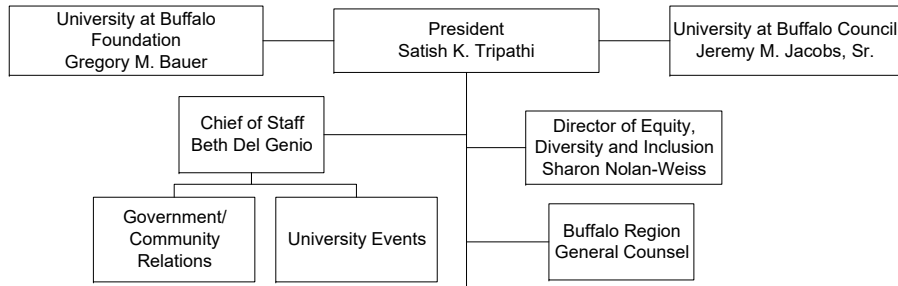 University at Buffalo
Foundation
Gregory M. Bauer
President
Satish K. Tripathi
University at Buffalo Council
Jeremy M. Jacobs, Sr.
Chief of Staff
Beth Del Genio
Director of Equity,
Diversity and Inclusion
Sharon Nolan-Weiss
Government/
Community
Relations
University Events
Buffalo Region
General Counsel